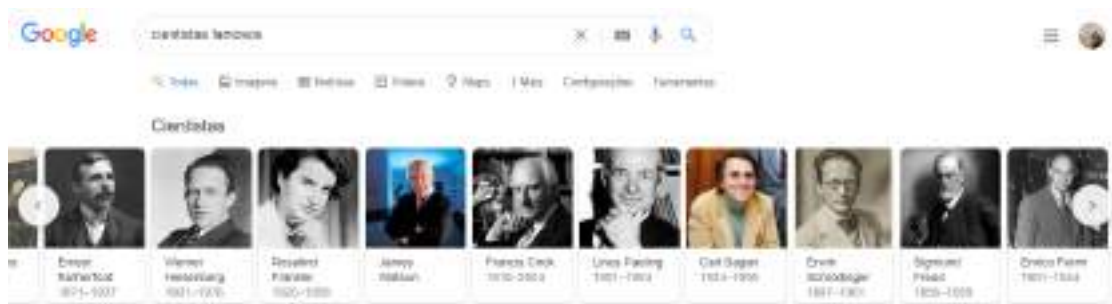 Google
cientistas famosos
Todas Imagens Notícias Vídeos Maps Mais Configurações Ferramentas
Cientistas
Ernest
Rutherford
1871–1937
Werner
Heisenberg
1901–1976
Rosalind
Franklin
1920–1958
James
Watson
Francis Crick
1916–2004
Linus Pauling
1901–1994
Carl Sagan
1934–1996
Erwin
Schrödinger
1887–1961
Sigmund
Freud
1856–1939
Enrico Fermi
1901–1954